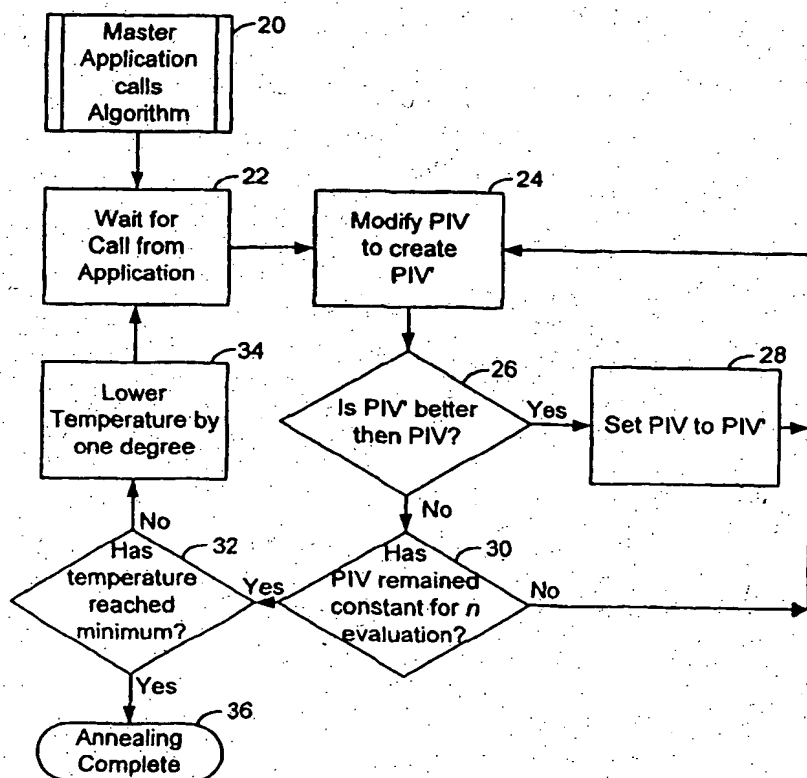 Master
Application
calls
Algorithm
20
22
Wait for
Call from
Application
24
Modify PIV
to create
PIV'
34
Lower
Temperature by
one degree
26
Is PIV' better
then PIV?
Yes
28
Set PIV to PIV'
No
No
32
Has
temperature
reached
minimum?
Yes
30
Has
PIV remained
constant for n
evaluation?
No
Yes
36
Annealing
Complete